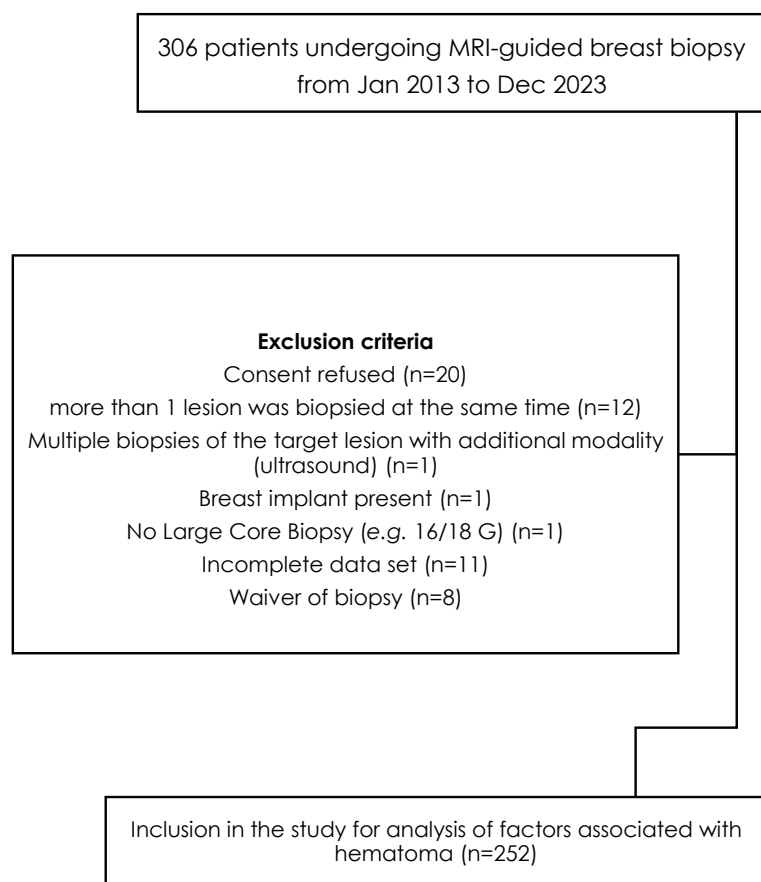 306 patients undergoing MRI-guided breast biopsy
from Jan 2013 to Dec 2023
Exclusion criteria
Consent refused (n=20)
more than 1 lesion was biopsied at the same time (n=12)
Multiple biopsies of the target lesion with additional modality
(ultrasound) (n=1)
Breast implant present (n=1)
No Large Core Biopsy (e.g. 16/18 G) (n=1)
Incomplete data set (n=11)
Waiver of biopsy (n=8)
Inclusion in the study for analysis of factors associated with
hematoma (n=252)